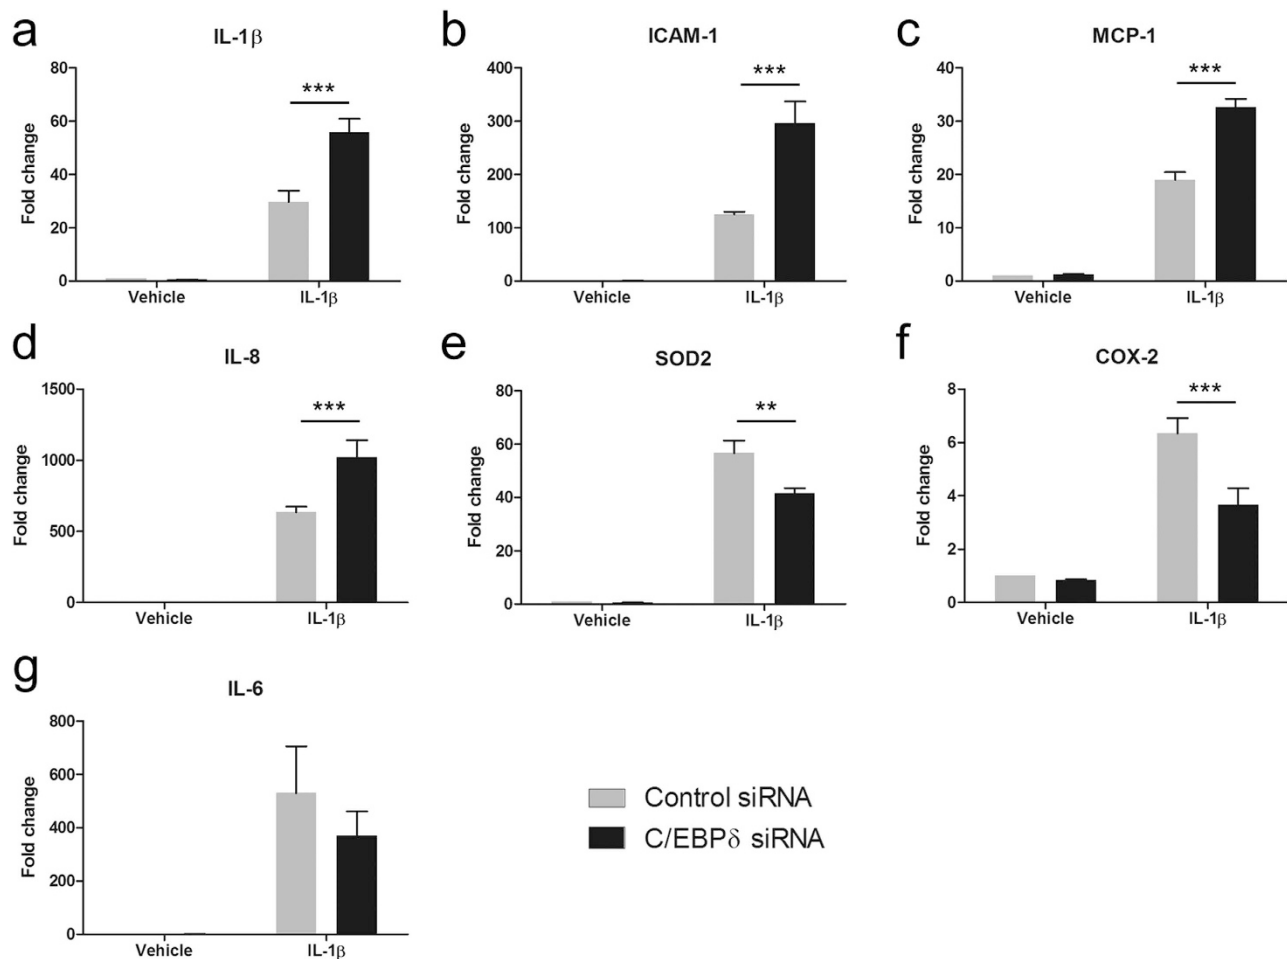 a
IL-1β
Fold change
80
60
40
20
0
***
Vehicle
IL-1β
b
ICAM-1
Fold change
400
300
200
100
0
***
Vehicle
IL-1β
c
MCP-1
Fold change
40
30
20
10
0
***
Vehicle
IL-1β
d
IL-8
Fold change
1500
1000
500
0
***
Vehicle
IL-1β
e
SOD2
Fold change
80
60
40
20
0
**
Vehicle
IL-1β
f
COX-2
Fold change
8
6
4
2
0
***
Vehicle
IL-1β
g
IL-6
Fold change
800
600
400
200
0
Vehicle
IL-1β
Control siRNA
C/EBPδ siRNA